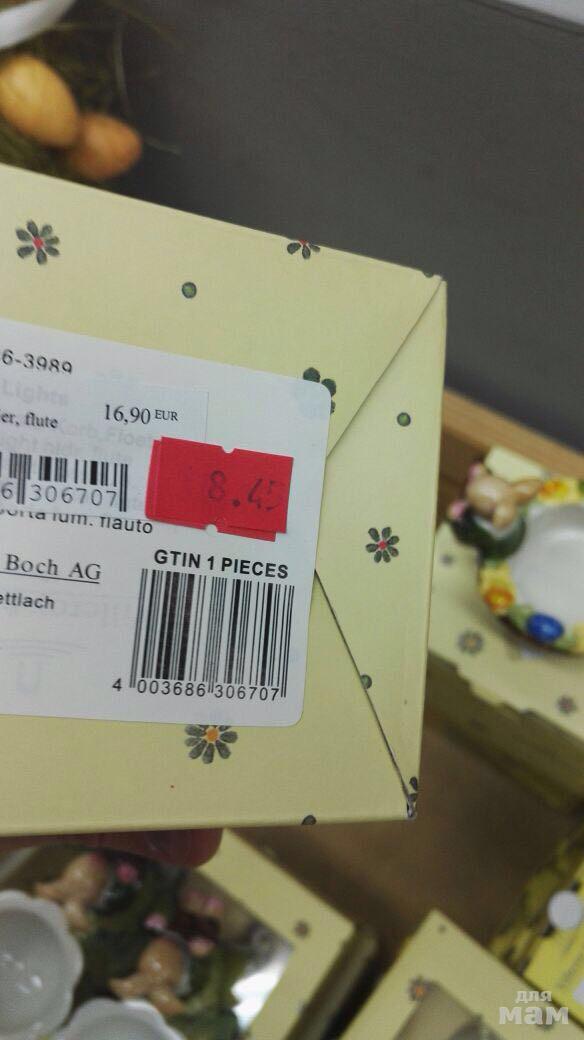 6-3989
Lights
er, flute
16,90 EUR
8.45
6 306707
porta lum. flauto
Boch AG
ettlach
GTIN 1 PIECES
4 003686 306707
для
мам